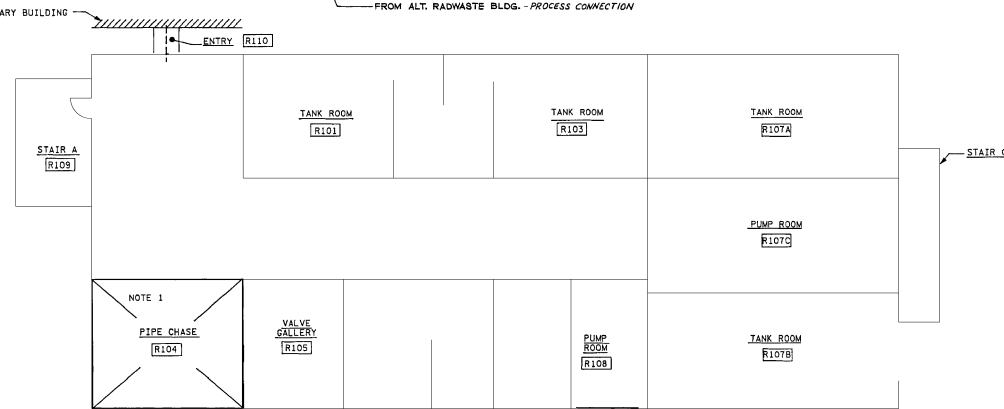 FROM ALT. RADWASTE BLDG. - PROCESS CONNECTION
ARY BUILDING
ENTRY R110
TANK ROOM
R101
TANK ROOM
R103
TANK ROOM
R107A
STAIR A
R109
STAIR C
PUMP ROOM
R107C
NOTE 1
PIPE CHASE
R104
VALVE
GALLERY
R105
PUMP
ROOM
R108
TANK ROOM
R107B